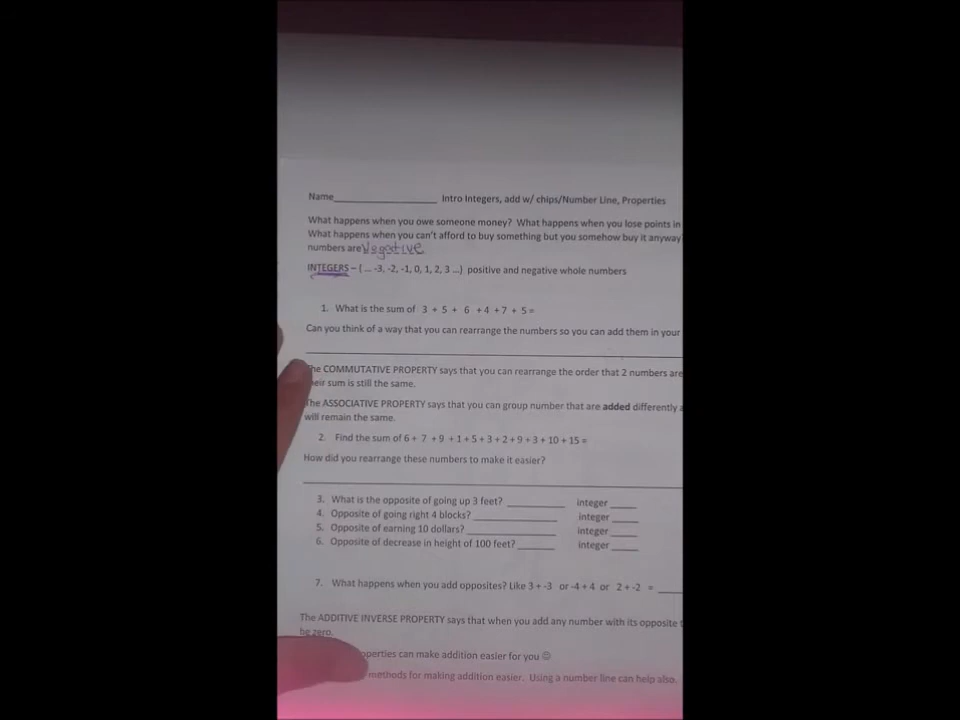 Name________________ Intro Integers, add w/ chips/Number Line, Properties
What happens when you owe someone money? What happens when you lose points in
What happens when you can't afford to buy something but you somehow buy it anyway
numbers are Negative
INTEGERS – { ... -3, -2, -1, 0, 1, 2, 3 ...} positive and negative whole numbers
1. What is the sum of 3 + 5 + 6 + 4 + 7 + 5 =
Can you think of a way that you can rearrange the numbers so you can add them in your
The COMMUTATIVE PROPERTY says that you can rearrange the order that 2 numbers are
their sum is still the same.
The ASSOCIATIVE PROPERTY says that you can group number that are added differently
will remain the same.
2. Find the sum of 6 + 7 + 9 + 1 + 5 + 3 + 2 + 9 + 3 + 10 + 15 =
How did you rearrange these numbers to make it easier?
3. What is the opposite of going up 3 feet? __________ integer ____
4. Opposite of going right 4 blocks? ______________ integer ____
5. Opposite of earning 10 dollars? ______________ integer ____
6. Opposite of decrease in height of 100 feet? ______ integer ____
7. What happens when you add opposites? Like 3 + -3 or -4 + 4 or 2 + -2 = ____
The ADDITIVE INVERSE PROPERTY says that when you add any number with its opposite
be zero.
operties can make addition easier for you ☺
methods for making addition easier. Using a number line can help also.